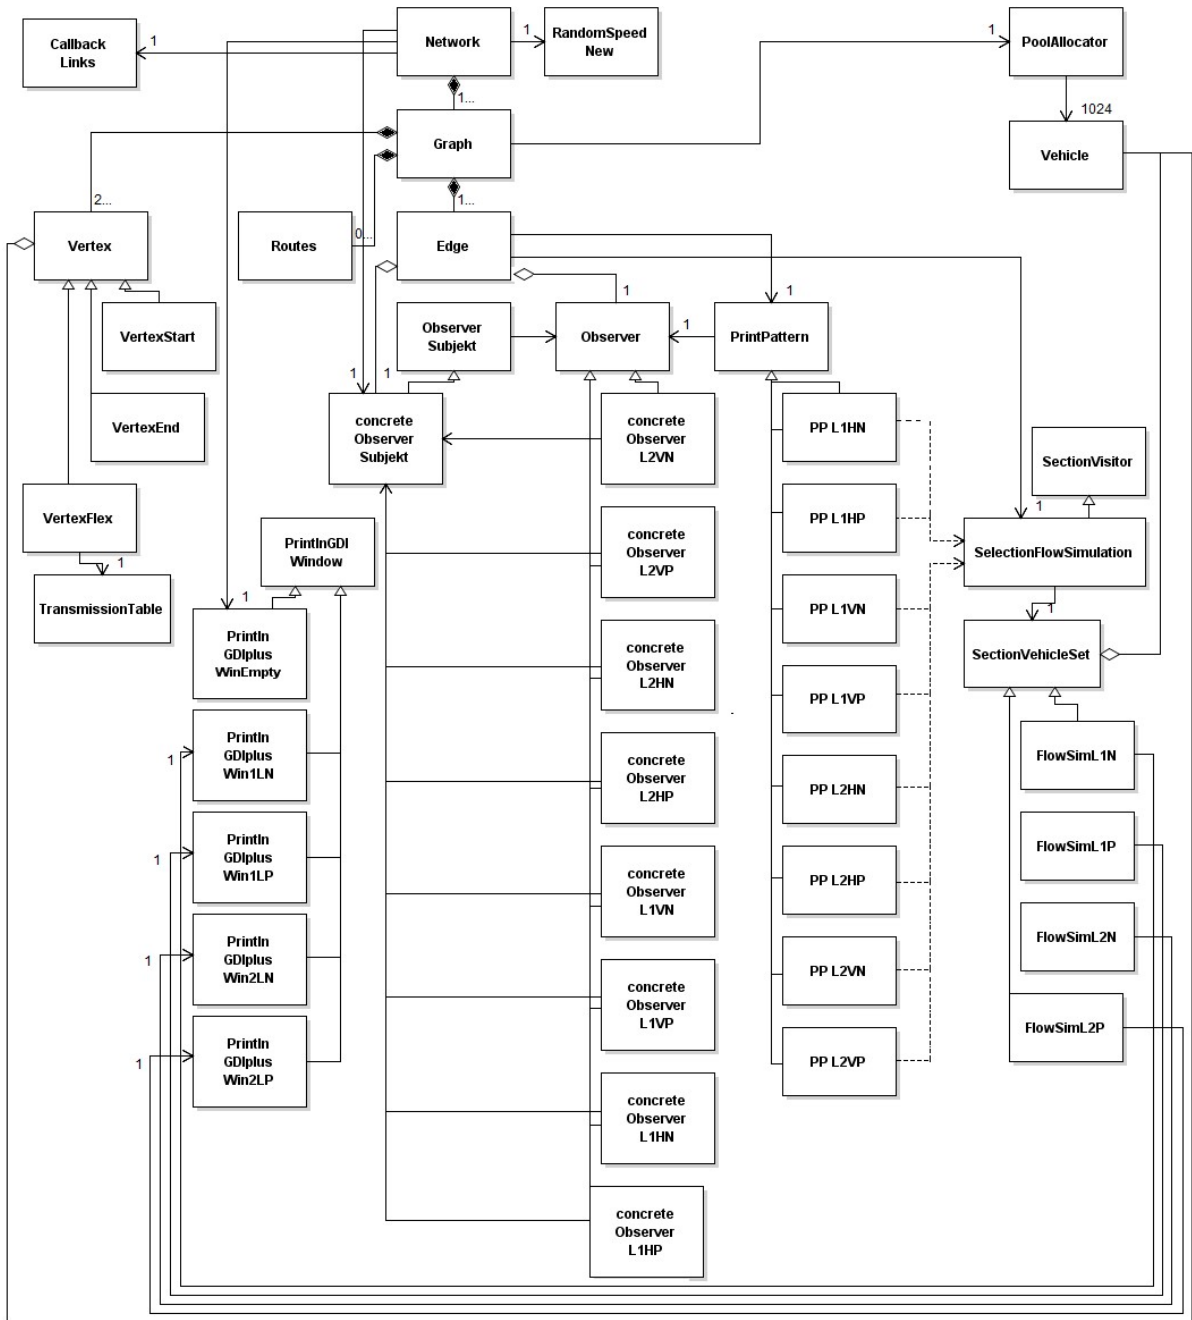 Callback
Links
1
Network
1
RandomSpeed
New
1
PoolAllocator
1...
Graph
1024
Vehicle
2...
Vertex
Routes
0...
1...
Edge
VertexStart
Observer
Subjekt
1
Observer
1
1
PrintPattern
VertexEnd
1
1
concrete
Observer
Subjekt
concrete
Observer
L2VN
PP L1HN
SectionVisitor
VertexFlex
1
TransmissionTable
PrintInGDI
Window
concrete
Observer
L2VP
PP L1HP
1
SelectionFlowSimulation
1
PrintIn
GDIplus
WinEmpty
concrete
Observer
L2HN
PP L1VN
1
SectionVehicleSet
1
PrintIn
GDIplus
Win1LN
concrete
Observer
L2HP
PP L1VP
FlowSimL1N
1
PrintIn
GDIplus
Win1LP
concrete
Observer
L1VN
PP L2HN
FlowSimL1P
1
PrintIn
GDIplus
Win2LN
concrete
Observer
L1VP
PP L2HP
FlowSimL2N
1
PrintIn
GDIplus
Win2LP
concrete
Observer
L1HN
PP L2VN
FlowSimL2P
PP L2VP
concrete
Observer
L1HP